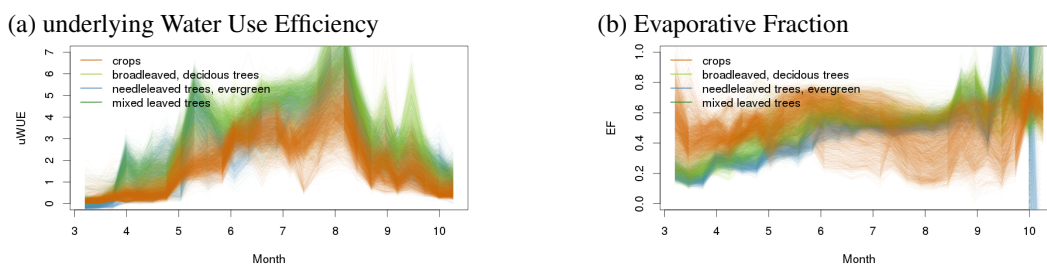 (a) underlying Water Use Efficiency
7
6
5
4
3
2
1
0
uWUE
crops
broadleaved, decidous trees
needleleaved trees, evergreen
mixed leaved trees
3 4 5 6 7 8 9 10
Month
(b) Evaporative Fraction
1.0
0.8
0.6
0.4
0.2
0.0
EF
crops
broadleaved, decidous trees
needleleaved trees, evergreen
mixed leaved trees
3 4 5 6 7 8 9 10
Month